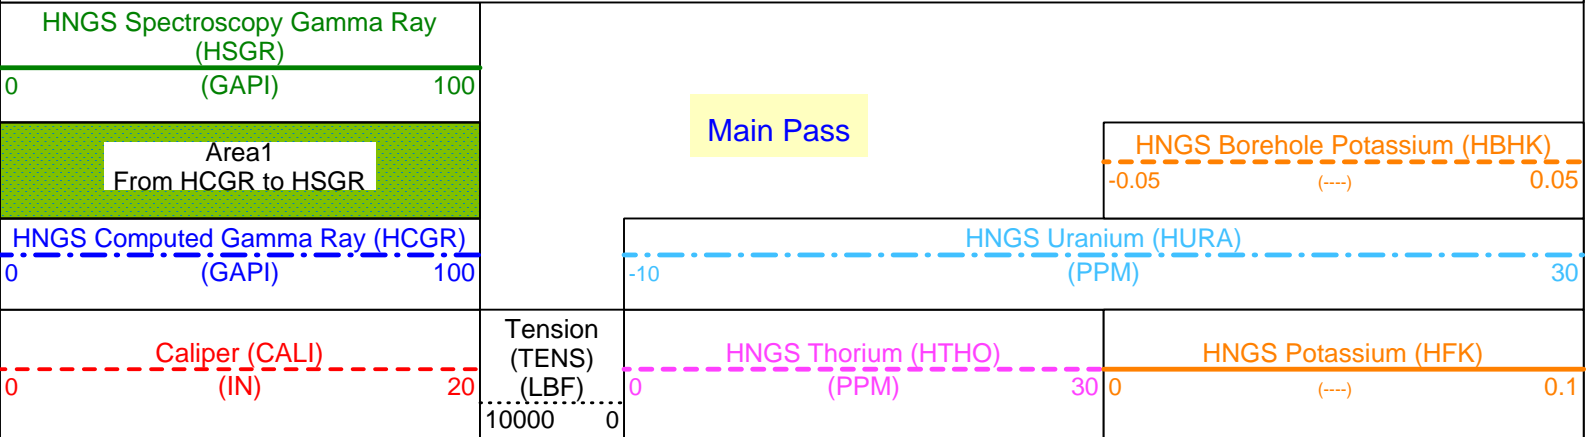 HNGS Spectroscopy Gamma Ray
(HSGR)
0 (GAPI) 100
Main Pass
Area1
From HCGR to HSGR
HNGS Borehole Potassium (HBHK)
-0.05 (----) 0.05
HNGS Computed Gamma Ray (HCGR)
0 (GAPI) 100
HNGS Uranium (HURA)
-10 (PPM) 30
Caliper (CALI)
0 (IN) 20
Tension
(TENS)
(LBF)
10000 0
HNGS Thorium (HTHO)
0 (PPM) 30
HNGS Potassium (HFK)
0 (----) 0.1